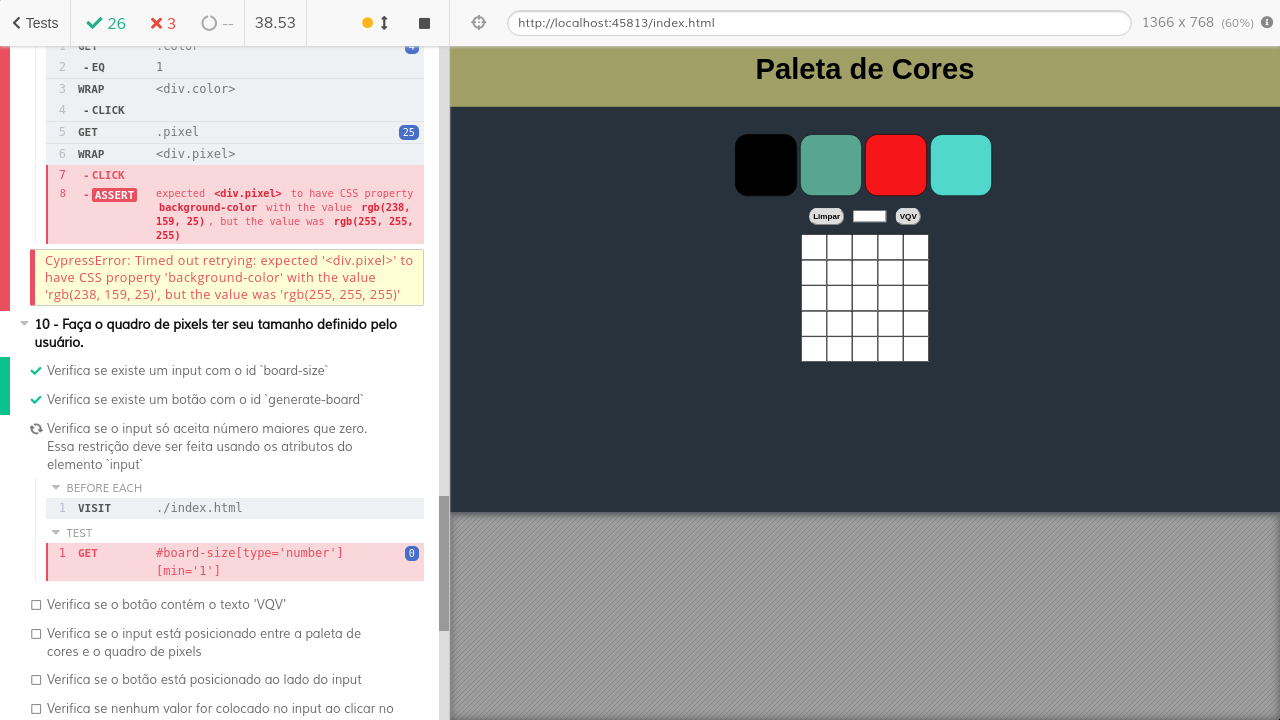 Tests
26
3
--
38.53
http://localhost:45813/index.html
1366 x 768 (60%)
1 GET .color 4
2 - EQ 1
3 WRAP <div.color>
4 - CLICK
5 GET .pixel 25
6 WRAP <div.pixel>
7 - CLICK
8 - ASSERT expected <div.pixel> to have CSS property
background-color with the value rgb(238,
159, 25) , but the value was rgb(255, 255,
255)
CypressError: Timed out retrying: expected '<div.pixel>' to
have CSS property 'background-color' with the value
'rgb(238, 159, 25)', but the value was 'rgb(255, 255, 255)'
10 - Faça o quadro de pixels ter seu tamanho definido pelo
usuário.
Verifica se existe um input com o id `board-size`
Verifica se existe um botão com o id `generate-board`
Verifica se o input só aceita número maiores que zero.
Essa restrição deve ser feita usando os atributos do
elemento `input`
BEFORE EACH
1 VISIT ./index.html
TEST
1 GET #board-size[type='number']
[min='1'] 0
Verifica se o botão contém o texto 'VQV'
Verifica se o input está posicionado entre a paleta de
cores e o quadro de pixels
Verifica se o botão está posicionado ao lado do input
Verifica se nenhum valor for colocado no input ao clicar no
Paleta de Cores
Limpar
VQV